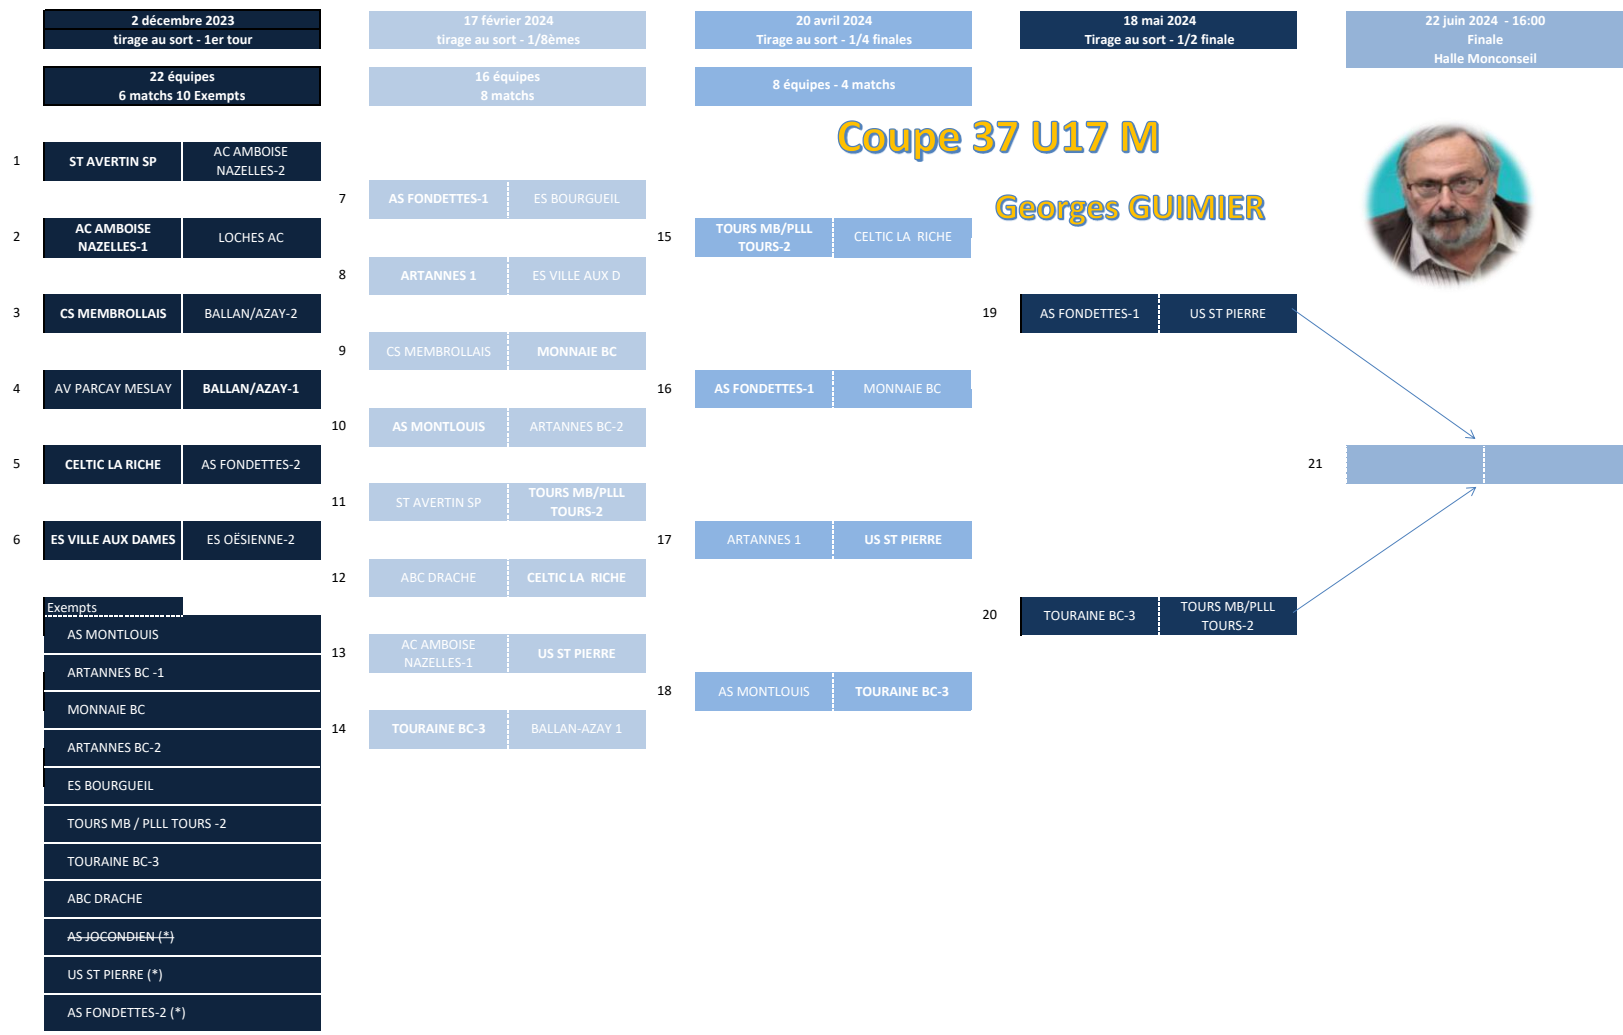 2 décembre 2023
tirage au sort - 1er tour
17 février 2024
tirage au sort - 1/8èmes
20 avril 2024
Tirage au sort - 1/4 finales
18 mai 2024
Tirage au sort - 1/2 finale
22 juin 2024 - 16:00
Finale
Halle Monconseil
22 équipes
6 matchs 10 Exempts
16 équipes
8 matchs
8 équipes - 4 matchs
Coupe 37 U17 M
Georges GUIMIER
1
ST AVERTIN SP
AC AMBOISE
NAZELLES-2
2
AC AMBOISE
NAZELLES-1
LOCHES AC
3
CS MEMBROLLAIS
BALLAN/AZAY-2
4
AV PARCAY MESLAY
BALLAN/AZAY-1
5
CELTIC LA RICHE
AS FONDETTES-2
6
ES VILLE AUX DAMES
ES OËSIENNE-2
Exempts
AS MONTLOUIS
ARTANNES BC -1
MONNAIE BC
ARTANNES BC-2
ES BOURGUEIL
TOURS MB / PLLL TOURS -2
TOURAINE BC-3
ABC DRACHE
AS JOCONDIEN (*)
US ST PIERRE (*)
AS FONDETTES-2 (*)
7
AS FONDETTES-1
ES BOURGUEIL
8
ARTANNES 1
ES VILLE AUX D
9
CS MEMBROLLAIS
MONNAIE BC
10
AS MONTLOUIS
ARTANNES BC-2
11
ST AVERTIN SP
TOURS MB/PLLL
TOURS-2
12
ABC DRACHE
CELTIC LA RICHE
13
AC AMBOISE
NAZELLES-1
US ST PIERRE
14
TOURAINE BC-3
BALLAN-AZAY 1
15
TOURS MB/PLLL
TOURS-2
CELTIC LA RICHE
16
AS FONDETTES-1
MONNAIE BC
17
ARTANNES 1
US ST PIERRE
18
AS MONTLOUIS
TOURAINE BC-3
19
AS FONDETTES-1
US ST PIERRE
20
TOURAINE BC-3
TOURS MB/PLLL
TOURS-2
21